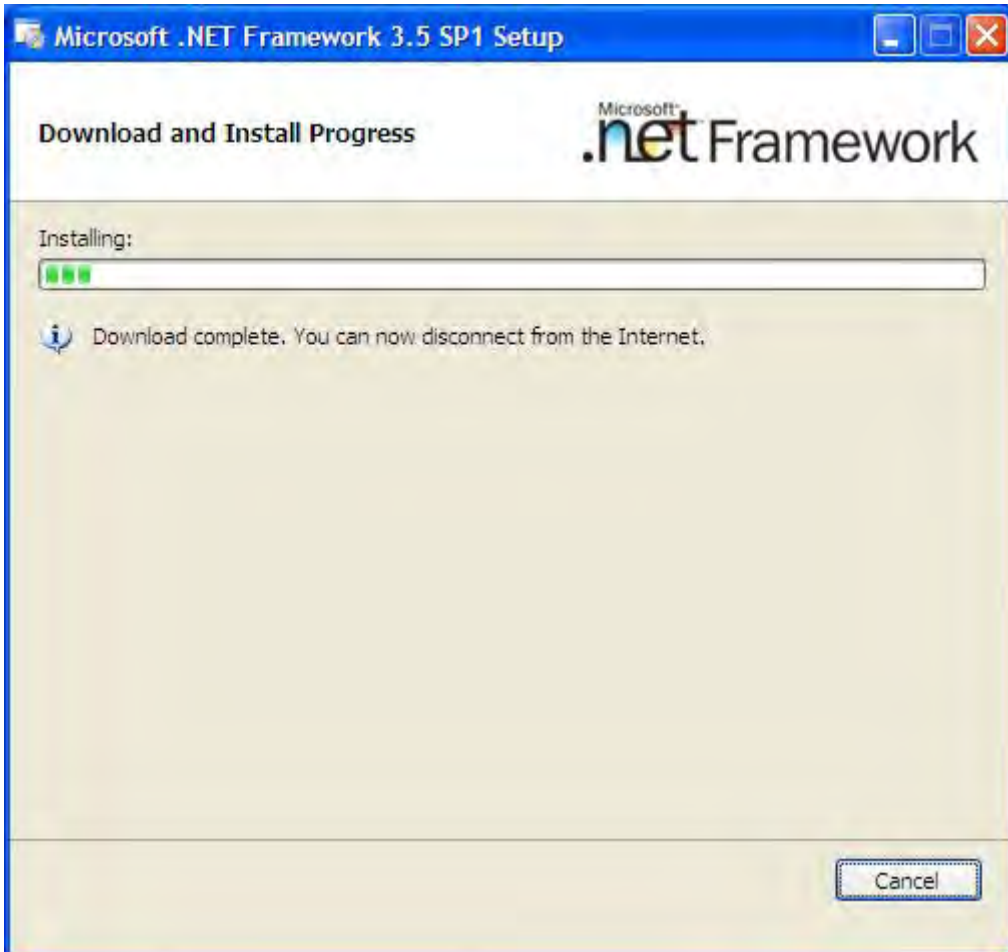 Microsoft .NET Framework 3.5 SP1 Setup
Download and Install Progress
Microsoft
.net Framework
Installing:
Download complete. You can now disconnect from the Internet.
Cancel